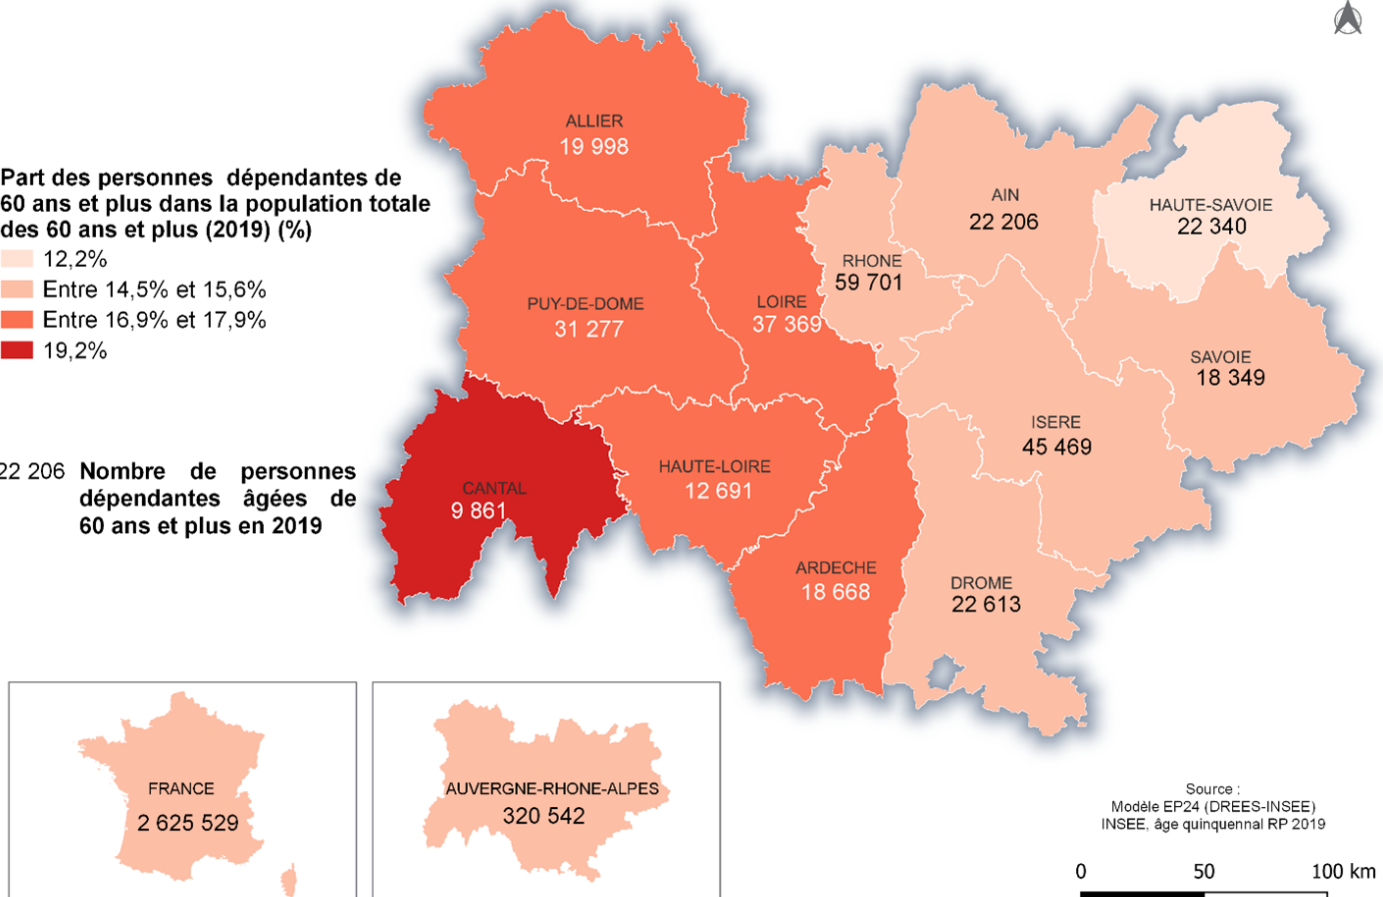 Part des personnes dépendantes de
60 ans et plus dans la population totale
des 60 ans et plus (2019) (%)
12,2%
Entre 14,5% et 15,6%
Entre 16,9% et 17,9%
19,2%
22 206 Nombre de personnes
dépendantes âgées de
60 ans et plus en 2019
ALLIER
19 998
PUY-DE-DOME
31 277
LOIRE
37 369
RHONE
59 701
AIN
22 206
HAUTE-SAVOIE
22 340
SAVOIE
18 349
ISERE
45 469
CANTAL
9 861
HAUTE-LOIRE
12 691
ARDECHE
18 668
DROME
22 613
FRANCE
2 625 529
AUVERGNE-RHONE-ALPES
320 542
Source :
Modèle EP24 (DREES-INSEE)
INSEE, âge quinquennal RP 2019
0 50 100 km